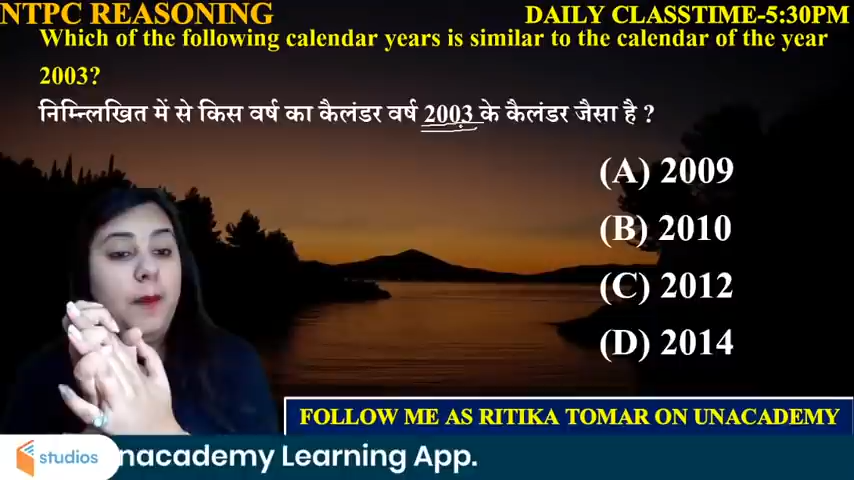 NTPC REASONING
DAILY CLASSTIME-5:30PM
Which of the following calendar years is similar to the calendar of the year
2003?
निम्न्लिखित में से किस वर्ष का कैलंडर वर्ष 2003 के कैलंडर जैसा है ?
(A) 2009
(B) 2010
(C) 2012
(D) 2014
FOLLOW ME AS RITIKA TOMAR ON UNACADEMY
studios
nacademy Learning App.